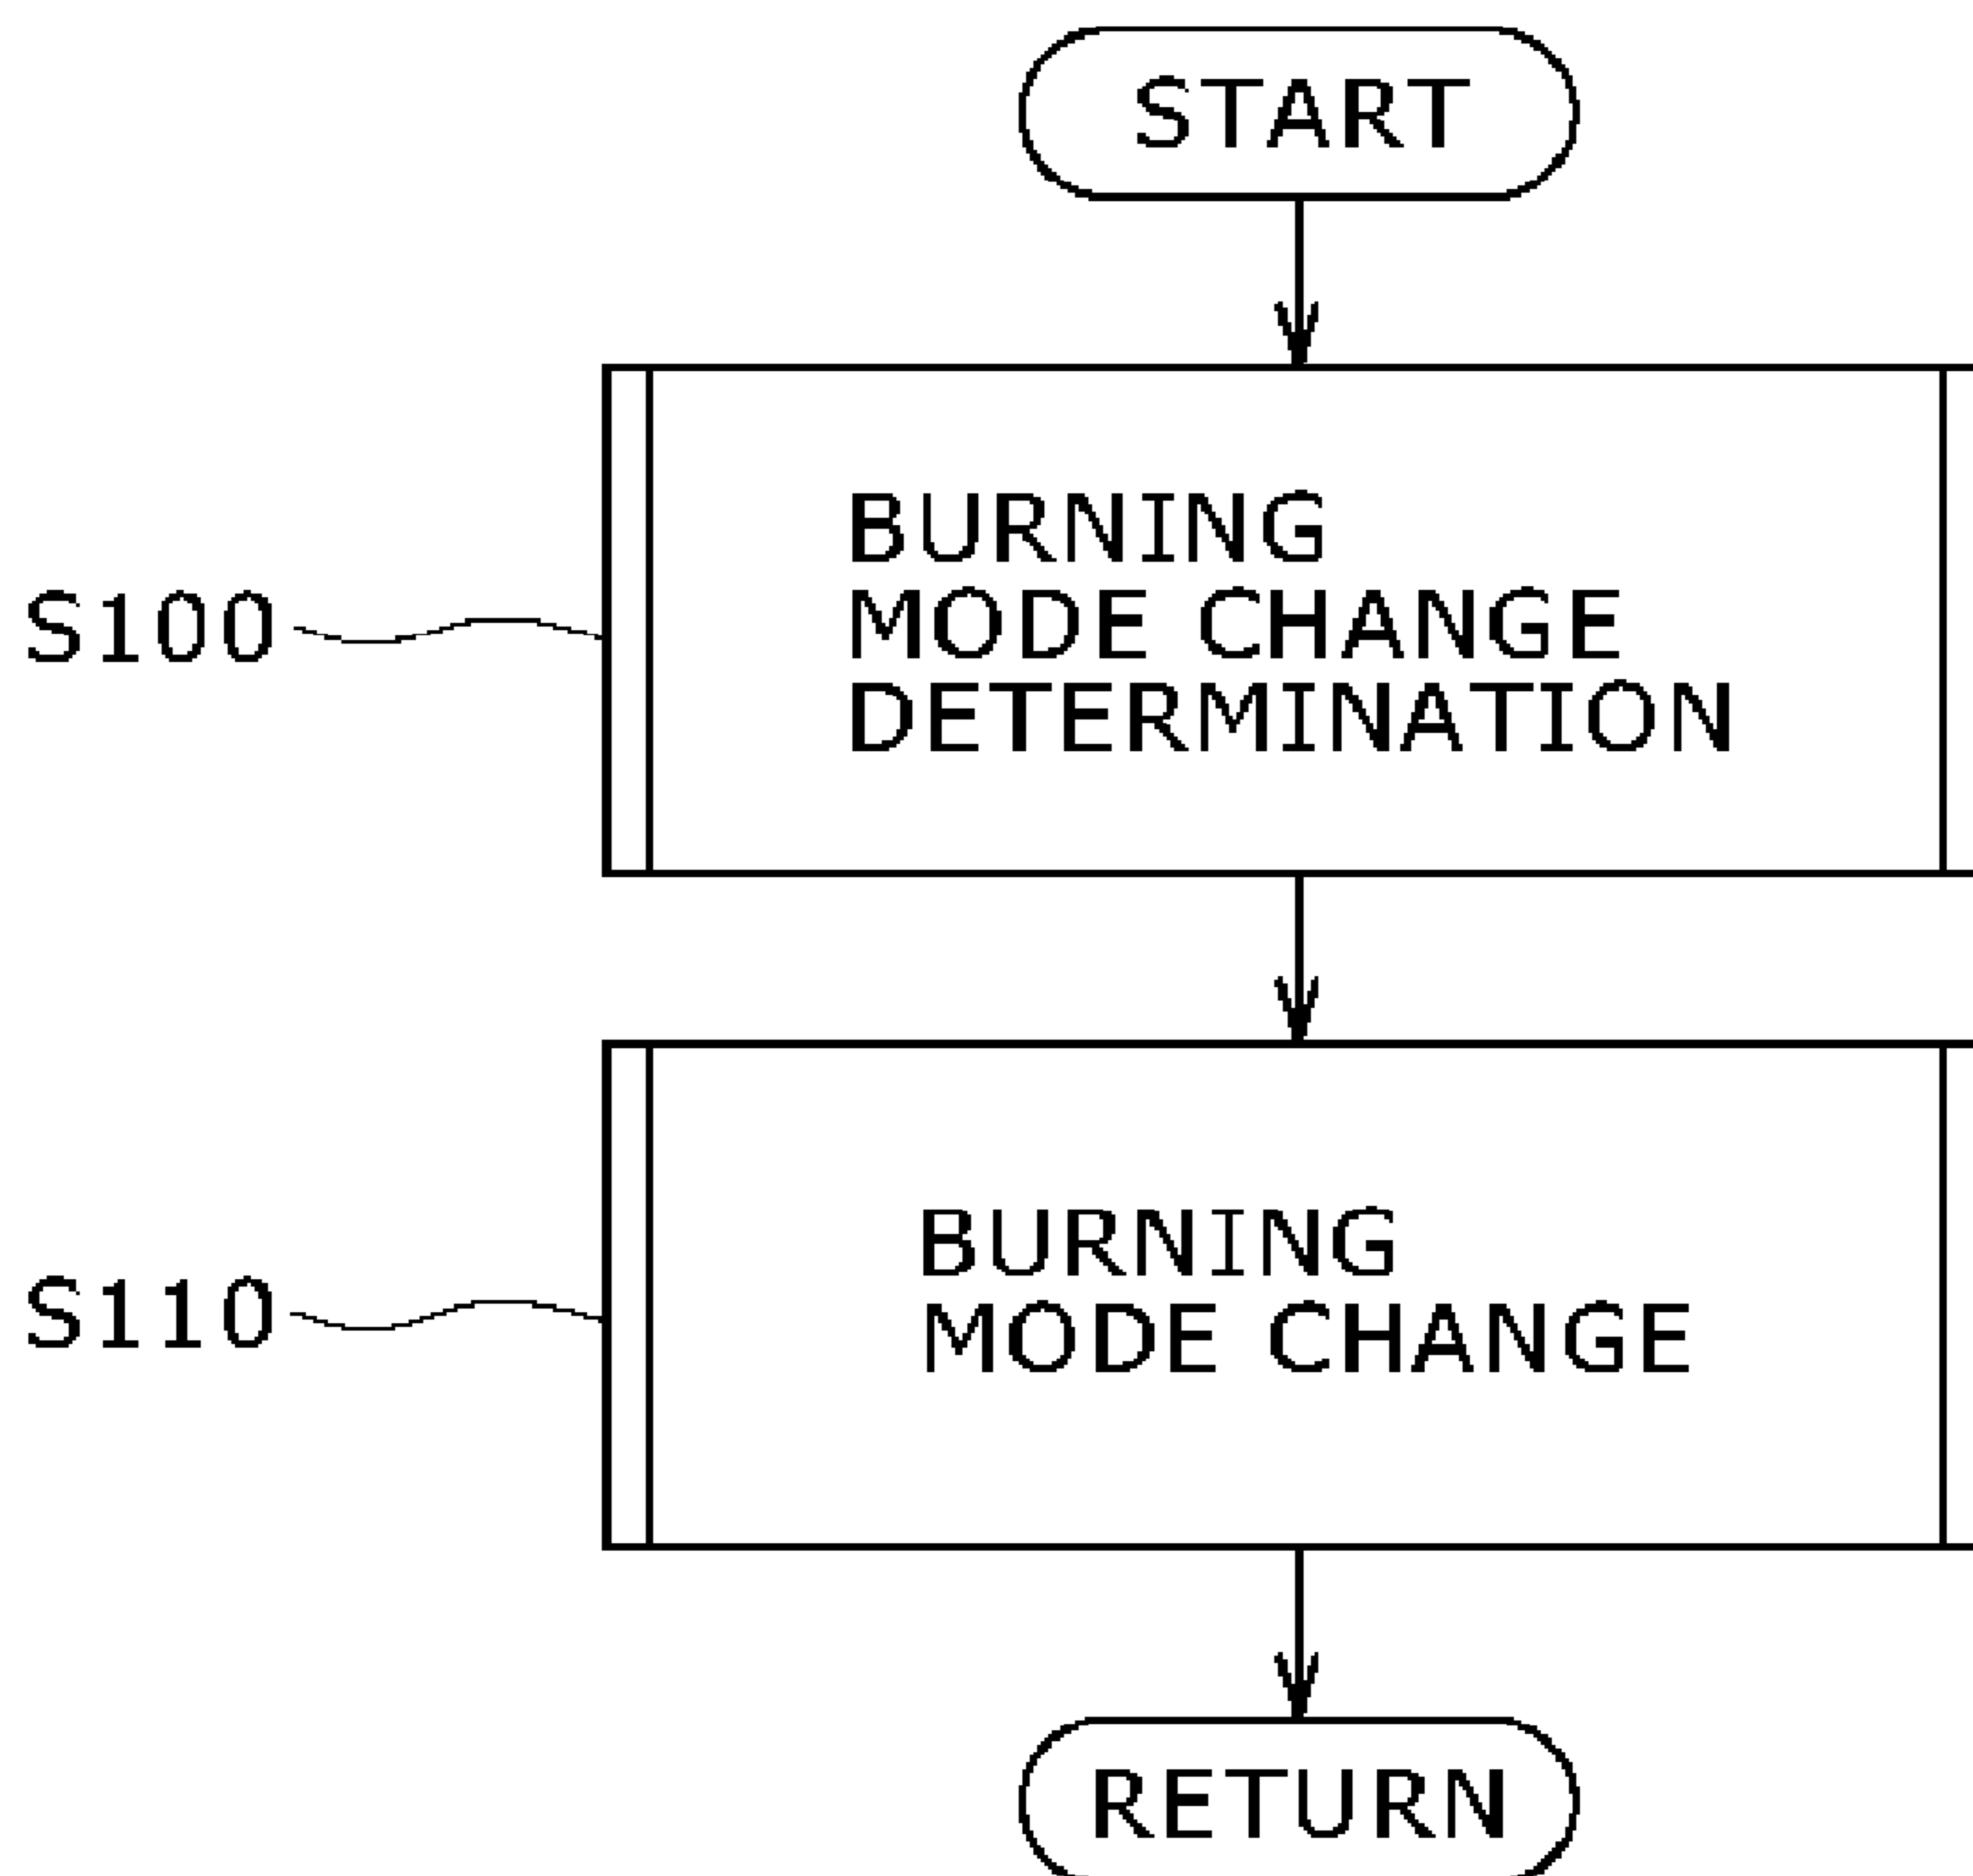 START
BURNING
MODE CHANGE
DETERMINATION
S100
BURNING
MODE CHANGE
S110
RETURN